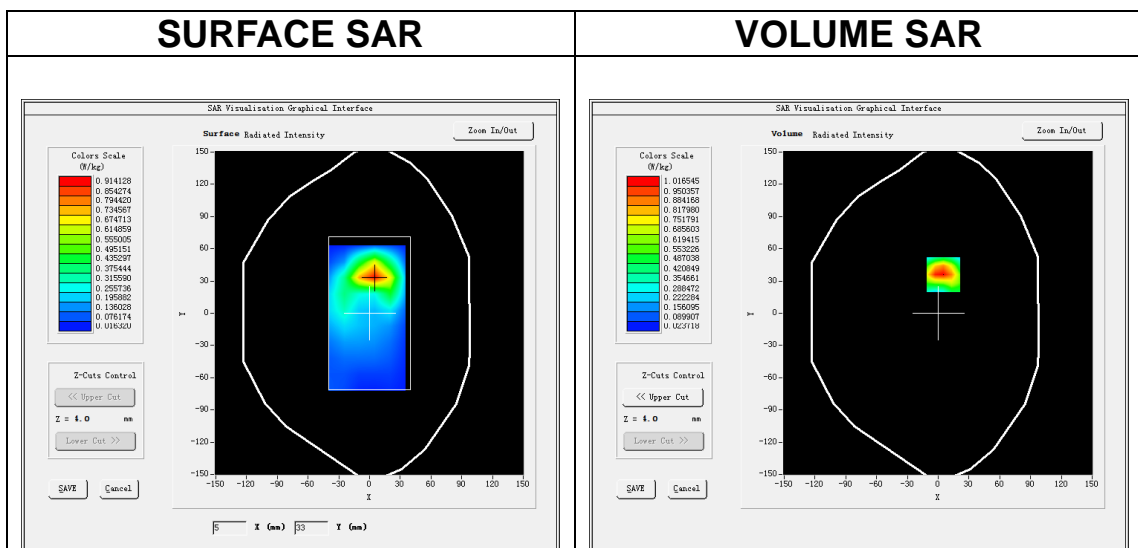 SURFACE SAR
VOLUME SAR
SAR Visualisation Graphical Interface
Surface Radiated Intensity
Zoom In/Out
Colors Scale
(W/kg)
0.914128
0.854274
0.794420
0.734567
0.674713
0.614859
0.555005
0.495151
0.435297
0.375444
0.315590
0.255736
0.195882
0.136028
0.076174
0.016320
150
120
90
60
30
0
-30
-60
-90
-120
-150
Y
-150 -120 -90 -60 -30 0 30 60 90 120 150
X
Z-Cuts Control
<< Upper Cut
Z = 4.0 mm
Lower Cut >>
SAVE Cancel
5 X (mm) 33 Y (mm)
SAR Visualisation Graphical Interface
Volume Radiated Intensity
Zoom In/Out
Colors Scale
(W/kg)
1.016545
0.950357
0.884168
0.817980
0.751791
0.685603
0.619415
0.553226
0.487038
0.420849
0.354661
0.288472
0.222284
0.156095
0.089907
0.023718
150
120
90
60
30
0
-30
-60
-90
-120
-150
Y
-150 -120 -90 -60 -30 0 30 60 90 120 150
X
Z-Cuts Control
<< Upper Cut
Z = 4.0 mm
Lower Cut >>
SAVE Cancel